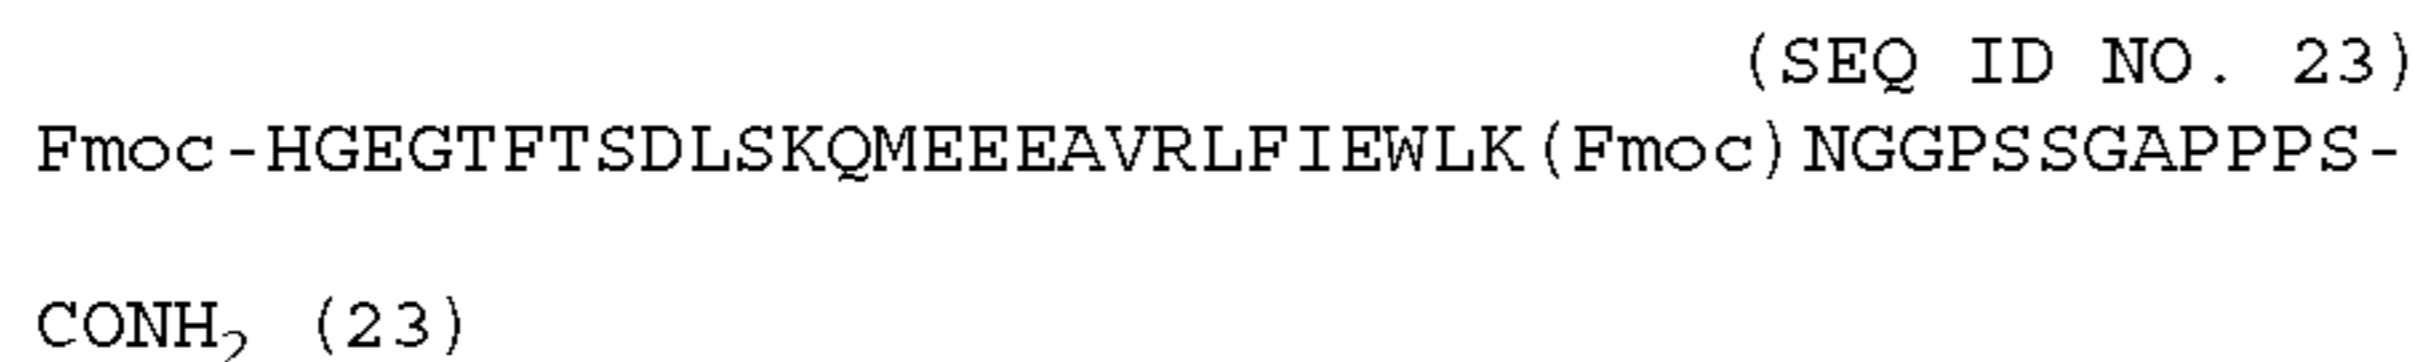 (SEQ ID NO. 23)
Fmoc-HGEGTFTSDLSKQMEEEAVRLFIEWLK(Fmoc)NGGPSSGAPPPS-
CONH₂ (23)